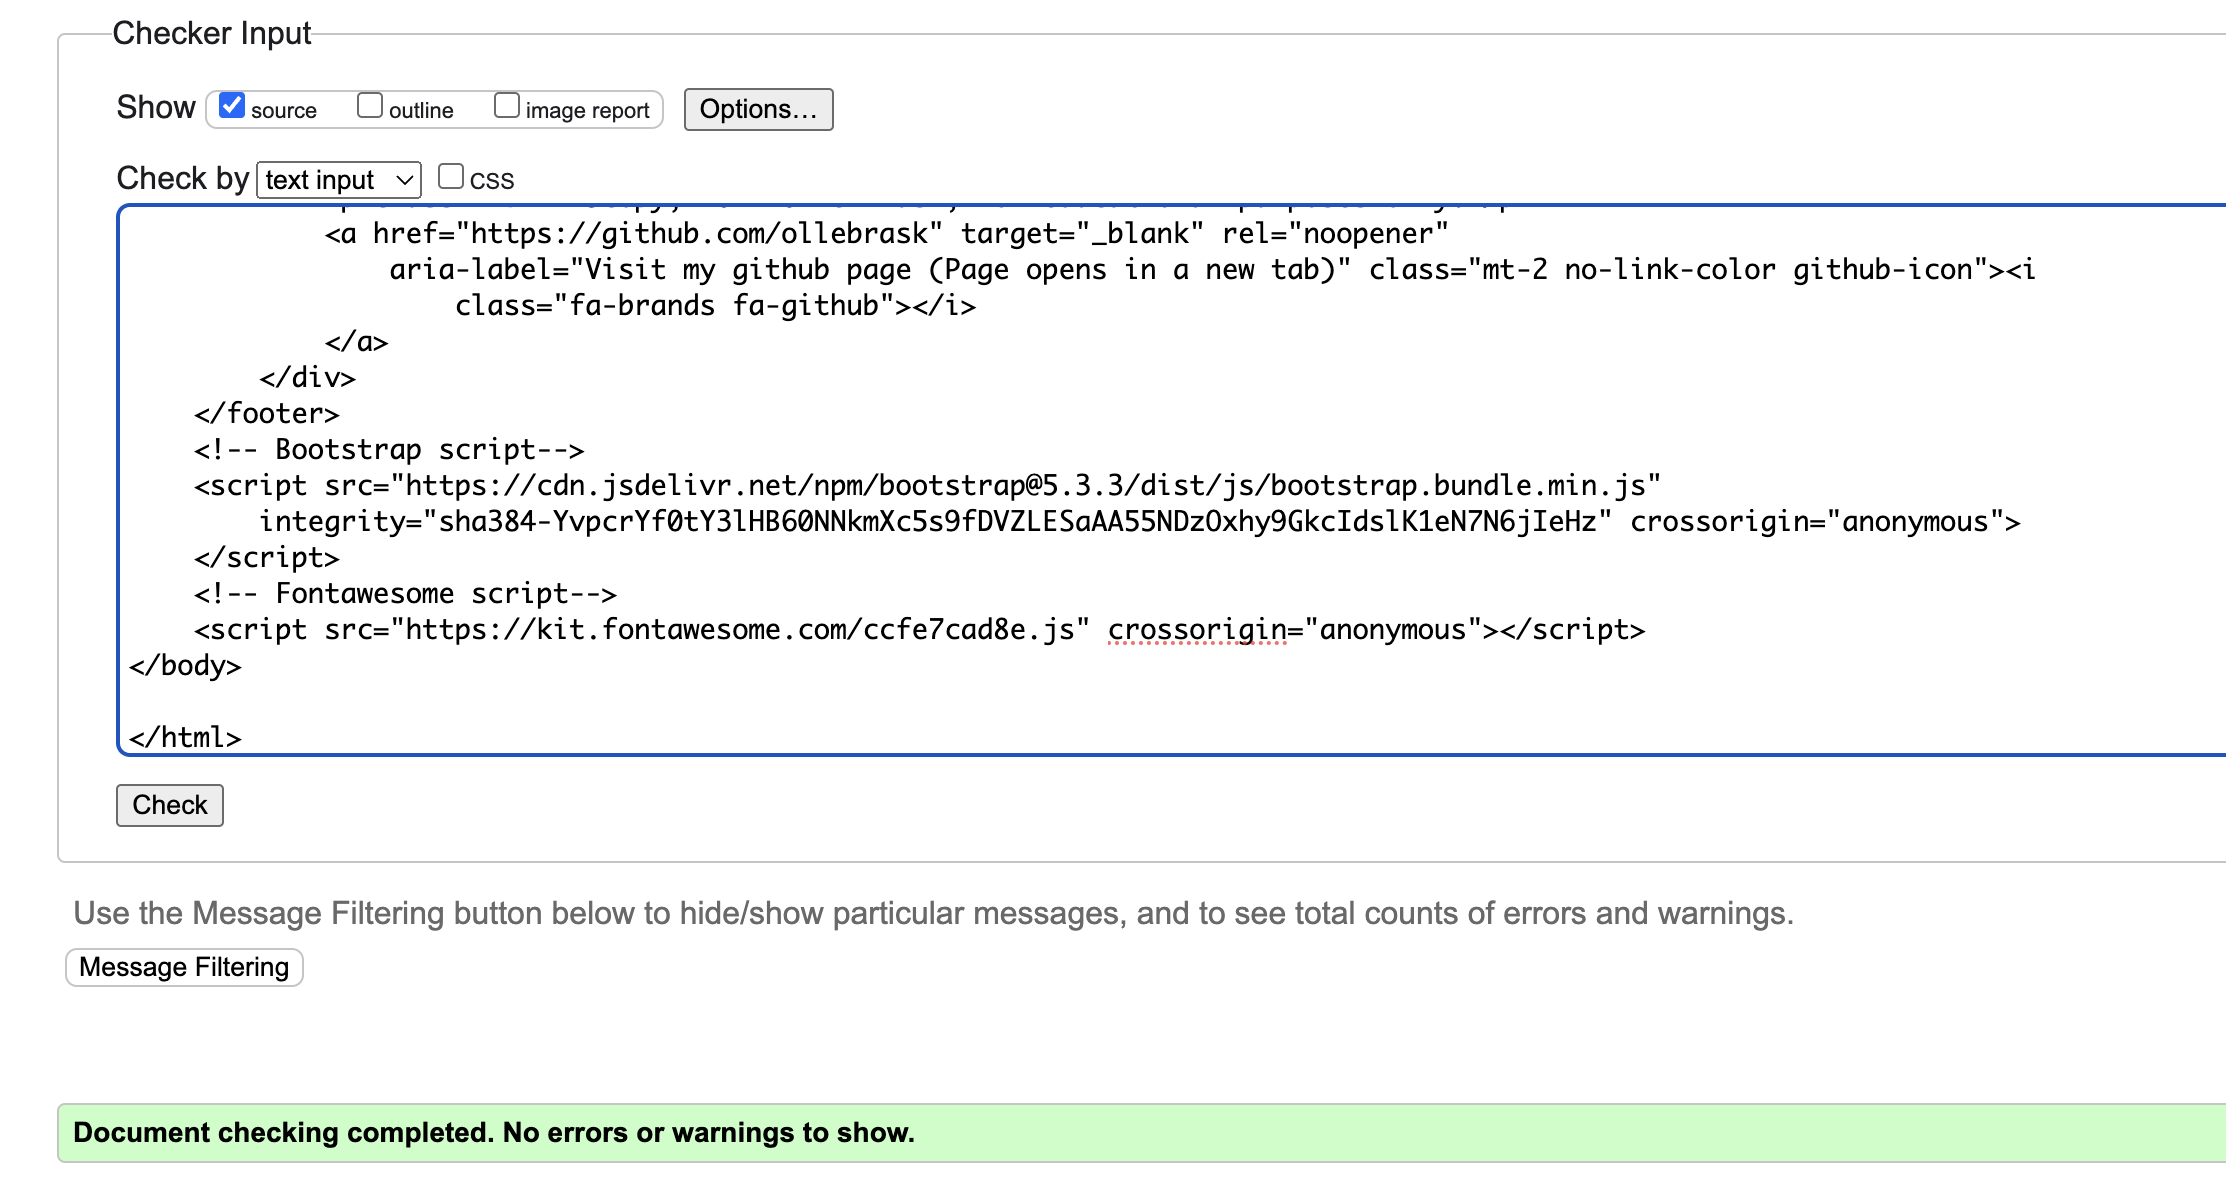 Checker Input
Show source outline image report Options...
Check by text input CSS
<a href="https://github.com/ollebrask" target="_blank" rel="noopener"
aria-label="Visit my github page (Page opens in a new tab)" class="mt-2 no-link-color github-icon"><i
class="fa-brands fa-github"></i>
</a>
</div>
</footer>
<!-- Bootstrap script-->
<script src="https://cdn.jsdelivr.net/npm/bootstrap@5.3.3/dist/js/bootstrap.bundle.min.js"
integrity="sha384-YvpcrYf0tY3lHB60NNkmXc5s9fDVZLESaAA55NDzOxhy9GkcIdslK1eN7N6jIeHz" crossorigin="anonymous">
</script>
<!-- Fontawesome script-->
<script src="https://kit.fontawesome.com/ccfe7cad8e.js" crossorigin="anonymous"></script>
</body>
</html>
Check
Use the Message Filtering button below to hide/show particular messages, and to see total counts of errors and warnings.
Message Filtering
Document checking completed. No errors or warnings to show.